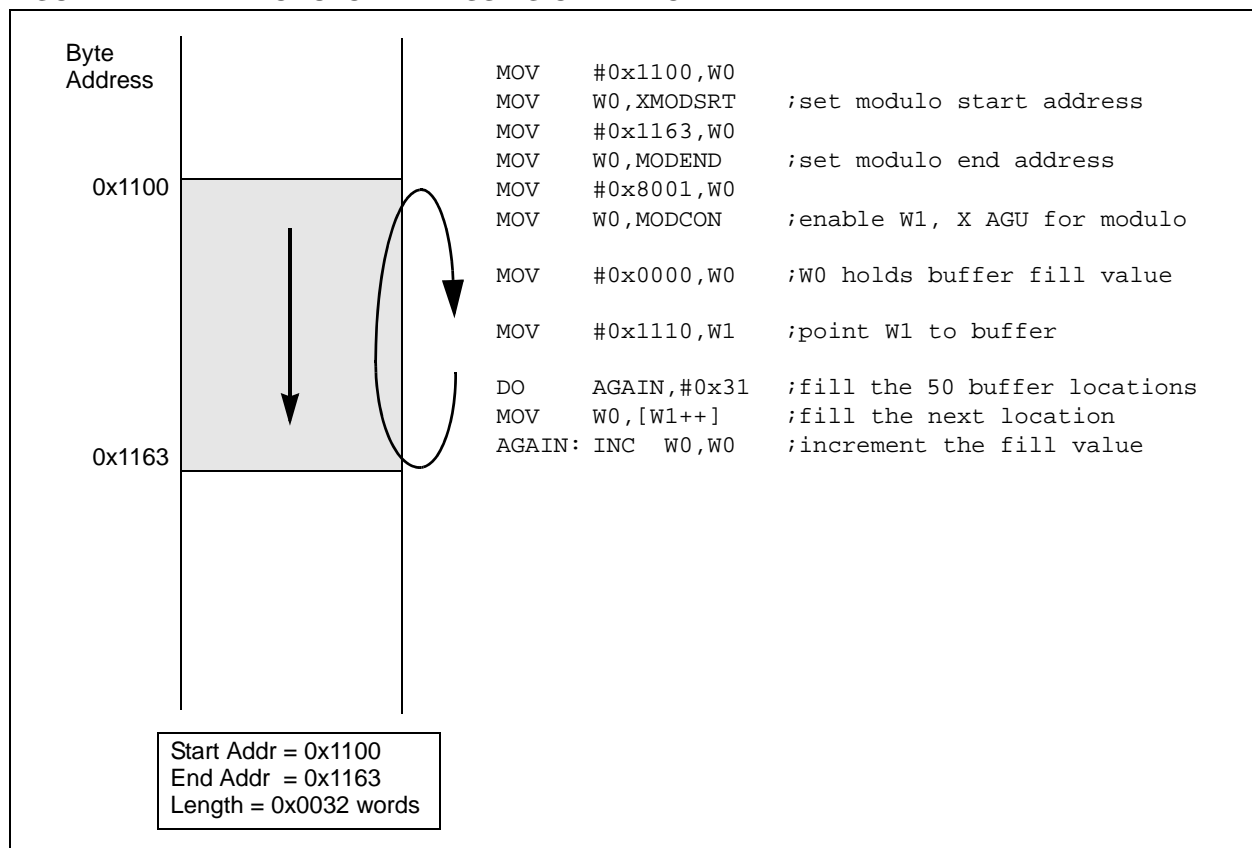 Byte
Address
0x1100
0x1163
MOV #0x1100,W0
MOV W0,XMODSRT ;set modulo start address
MOV #0x1163,W0
MOV W0,MODEND ;set modulo end address
MOV #0x8001,W0
MOV W0,MODCON ;enable W1, X AGU for modulo
MOV #0x0000,W0 ;W0 holds buffer fill value
MOV #0x1110,W1 ;point W1 to buffer
DO AGAIN,#0x31 ;fill the 50 buffer locations
MOV W0,[W1++] ;fill the next location
AGAIN: INC W0,W0 ;increment the fill value
Start Addr = 0x1100
End Addr = 0x1163
Length = 0x0032 words